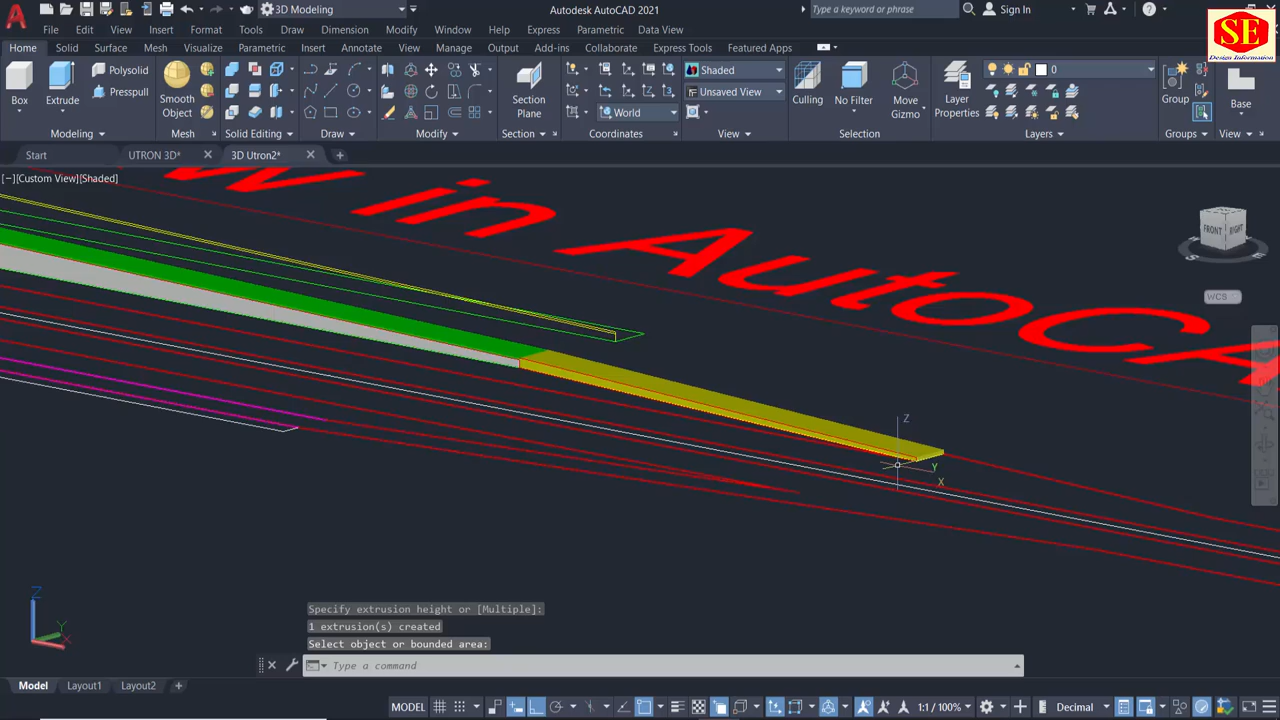 3D Modeling
Autodesk AutoCAD 2021
Type a keyword or phrase
Sign In
SE
Design Information
File Edit View Insert Format Tools Draw Dimension Modify Window Help Express Parametric Data View
Home Solid Surface Mesh Visualize Parametric Insert Annotate View Manage Output Add-ins Collaborate Express Tools Featured Apps
Box
Extrude
Polysolid
Presspull
Smooth
Object
Section
Plane
World
Shaded
Unsaved View
Culling
No Filter
Move
Gizmo
Layer
Properties
0
Group
Base
Modeling Mesh Solid Editing Draw Modify Section Coordinates View Selection Layers Groups View
Start UTRON 3D* 3D Utron2*
[−][Custom View][Shaded]
w in AutoCA
FRONT RIGHT
S E
WCS
Z
Y
X
Z
Y
X
Specify extrusion height or [Multiple]:
1 extrusion(s) created
Select object or bounded area:
Type a command
Model Layout1 Layout2
MODEL 1:1 / 100% Decimal